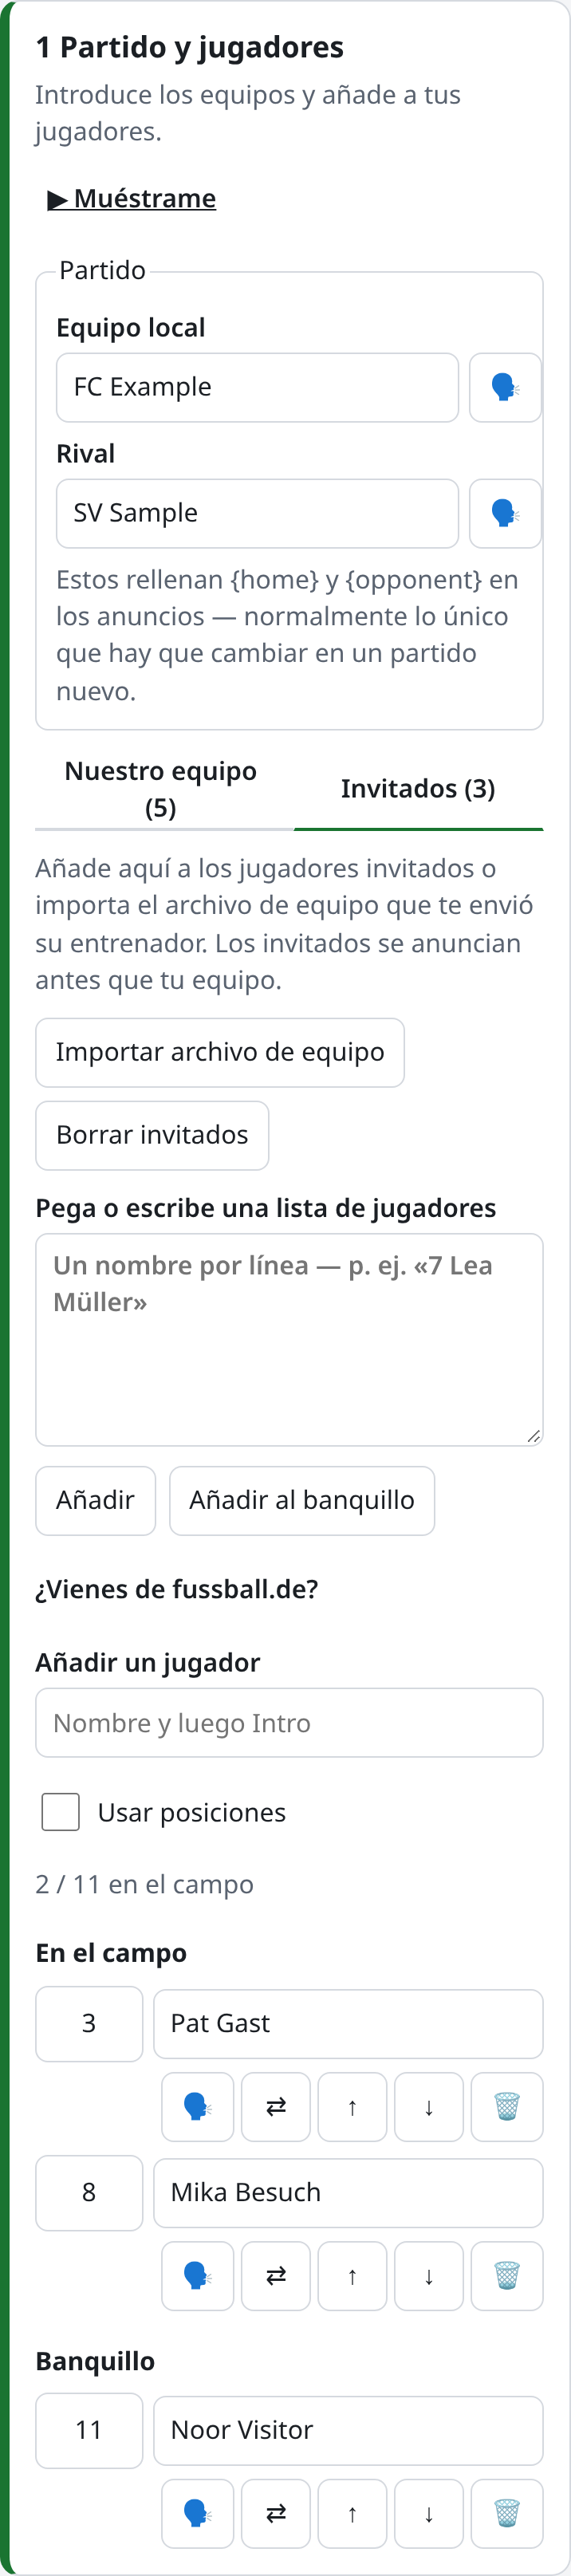 1 Partido y jugadores
Introduce los equipos y añade a tus
jugadores.
▶ Muéstrame
Partido
Equipo local
FC Example
Rival
SV Sample
Estos rellenan {home} y {opponent} en
los anuncios — normalmente lo único
que hay que cambiar en un partido
nuevo.
Nuestro equipo
(5)
Invitados (3)
Añade aquí a los jugadores invitados o
importa el archivo de equipo que te envió
su entrenador. Los invitados se anuncian
antes que tu equipo.
Importar archivo de equipo
Borrar invitados
Pega o escribe una lista de jugadores
Un nombre por línea — p. ej. «7 Lea
Müller»
Añadir
Añadir al banquillo
¿Vienes de fussball.de?
Añadir un jugador
Nombre y luego Intro
Usar posiciones
2 / 11 en el campo
En el campo
3 Pat Gast
⇄ ↑ ↓
8 Mika Besuch
⇄ ↑ ↓
Banquillo
11 Noor Visitor
⇄ ↑ ↓